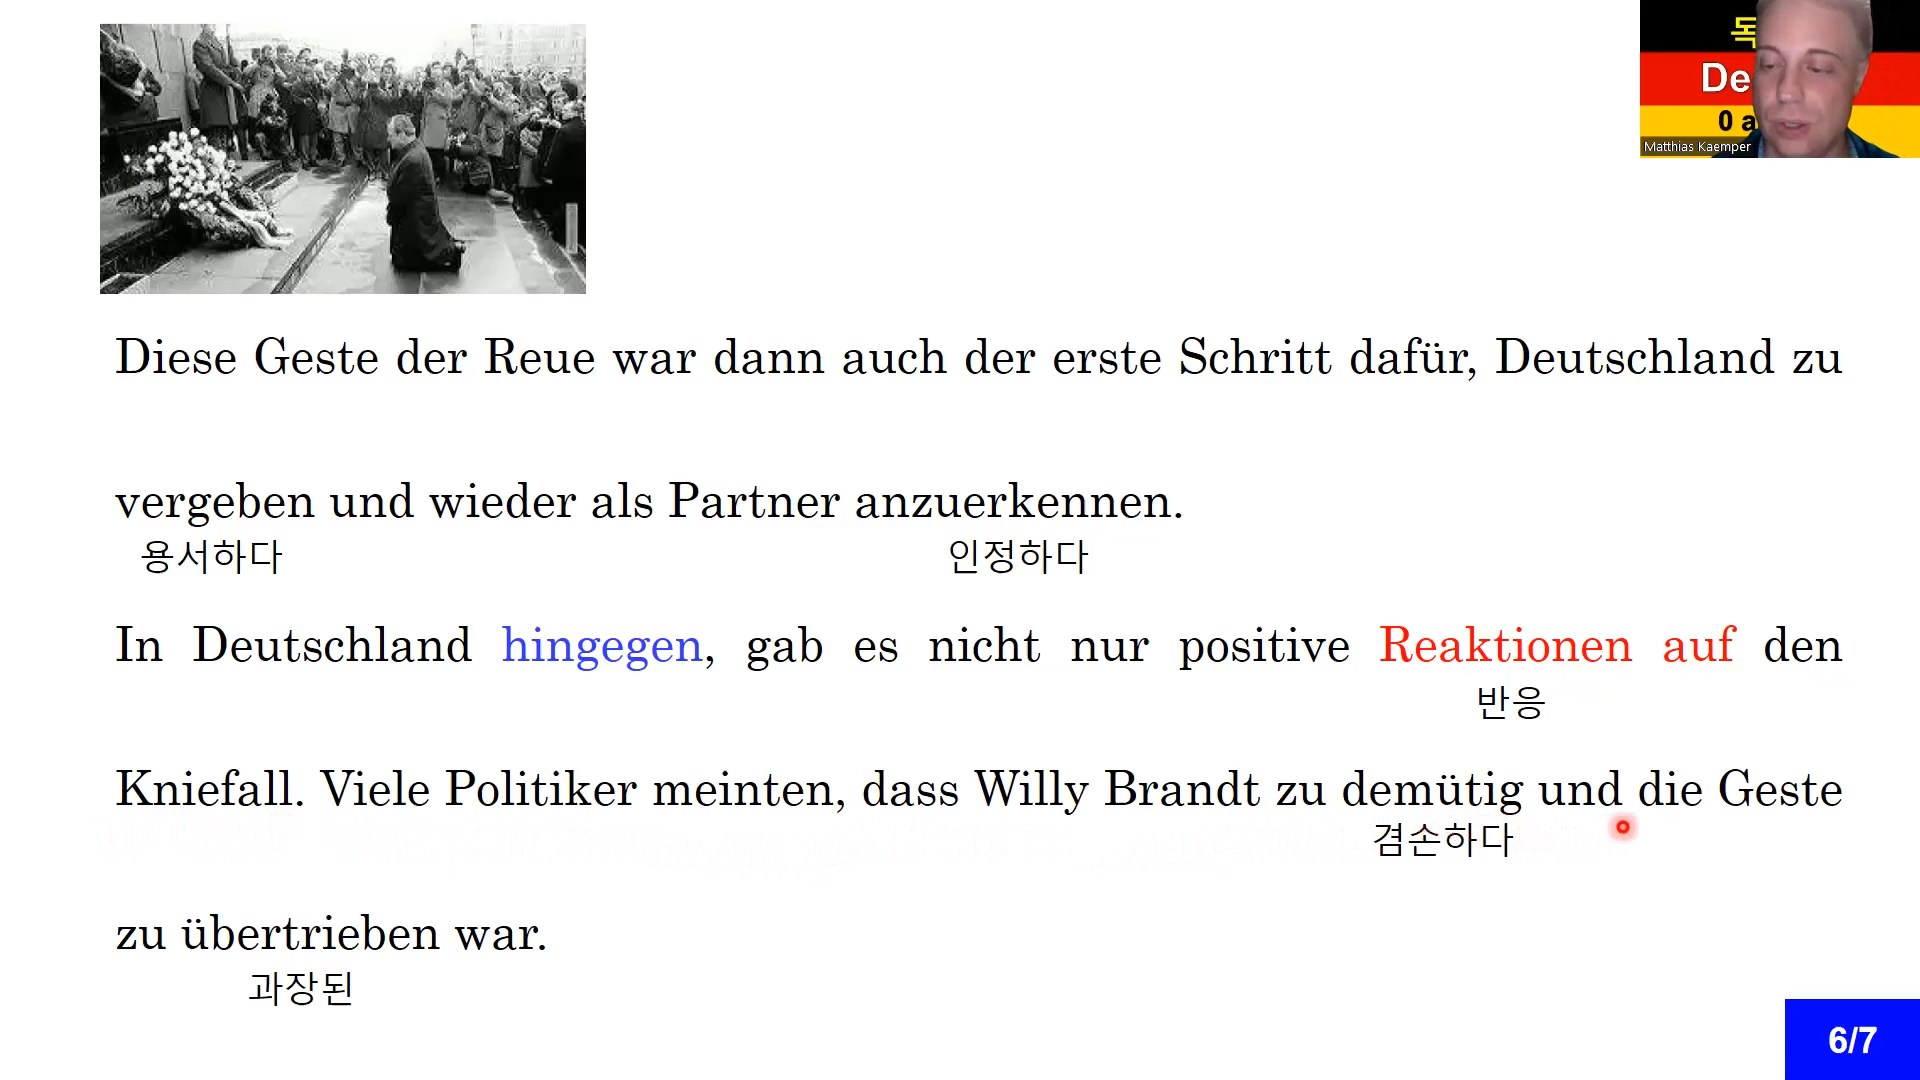 독
De
0 a
Matthias Kaemper
Diese Geste der Reue war dann auch der erste Schritt dafür, Deutschland zu
vergeben und wieder als Partner anzuerkennen.
용서하다 인정하다
In Deutschland hingegen, gab es nicht nur positive Reaktionen auf den
반응
Kniefall. Viele Politiker meinten, dass Willy Brandt zu demütig und die Geste
겸손하다
zu übertrieben war.
과장된
6/7